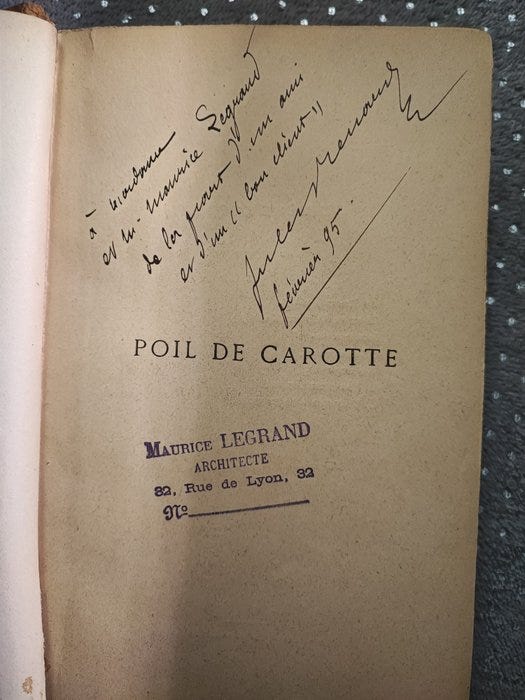 à Madame
et M. Maurice Legrand
de la part d'un ami
et d'un "bon client"
Jules Renard
février 95.
POIL DE CAROTTE
MAURICE LEGRAND
ARCHITECTE
32, Rue de Lyon, 32
Nº